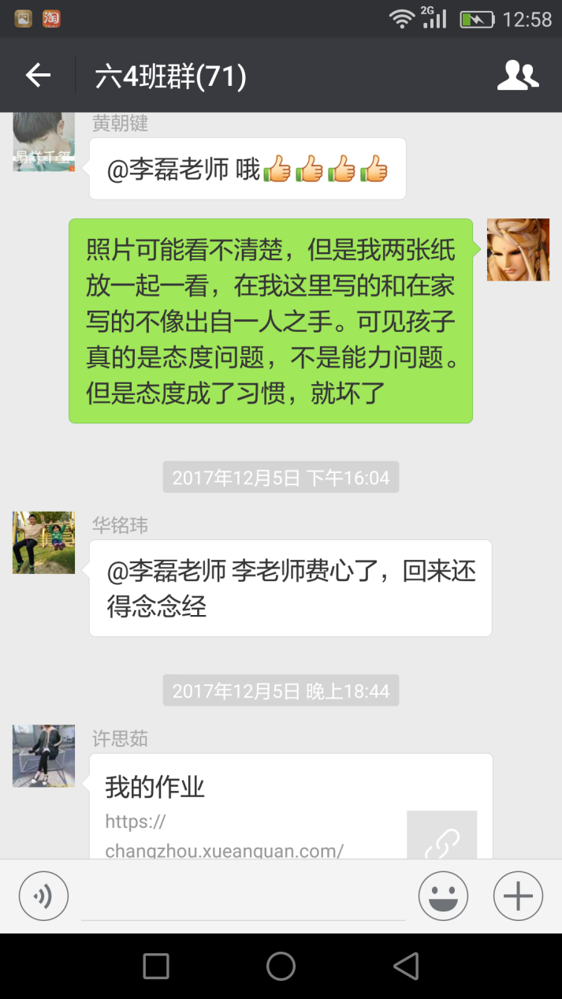 淘
2G
12:58
六4班群(71)
黄朝键
易烊千玺
@李磊老师 哦👍👍👍👍
照片可能看不清楚，但是我两张纸
放一起一看，在我这里写的和在家
写的不像出自一人之手。可见孩子
真的是态度问题，不是能力问题。
但是态度成了习惯，就坏了
2017年12月5日 下午16:04
华铭玮
@李磊老师 李老师费心了，回来还
得念念经
2017年12月5日 晚上18:44
许思茹
我的作业
https://
changzhou.xueanquan.com/